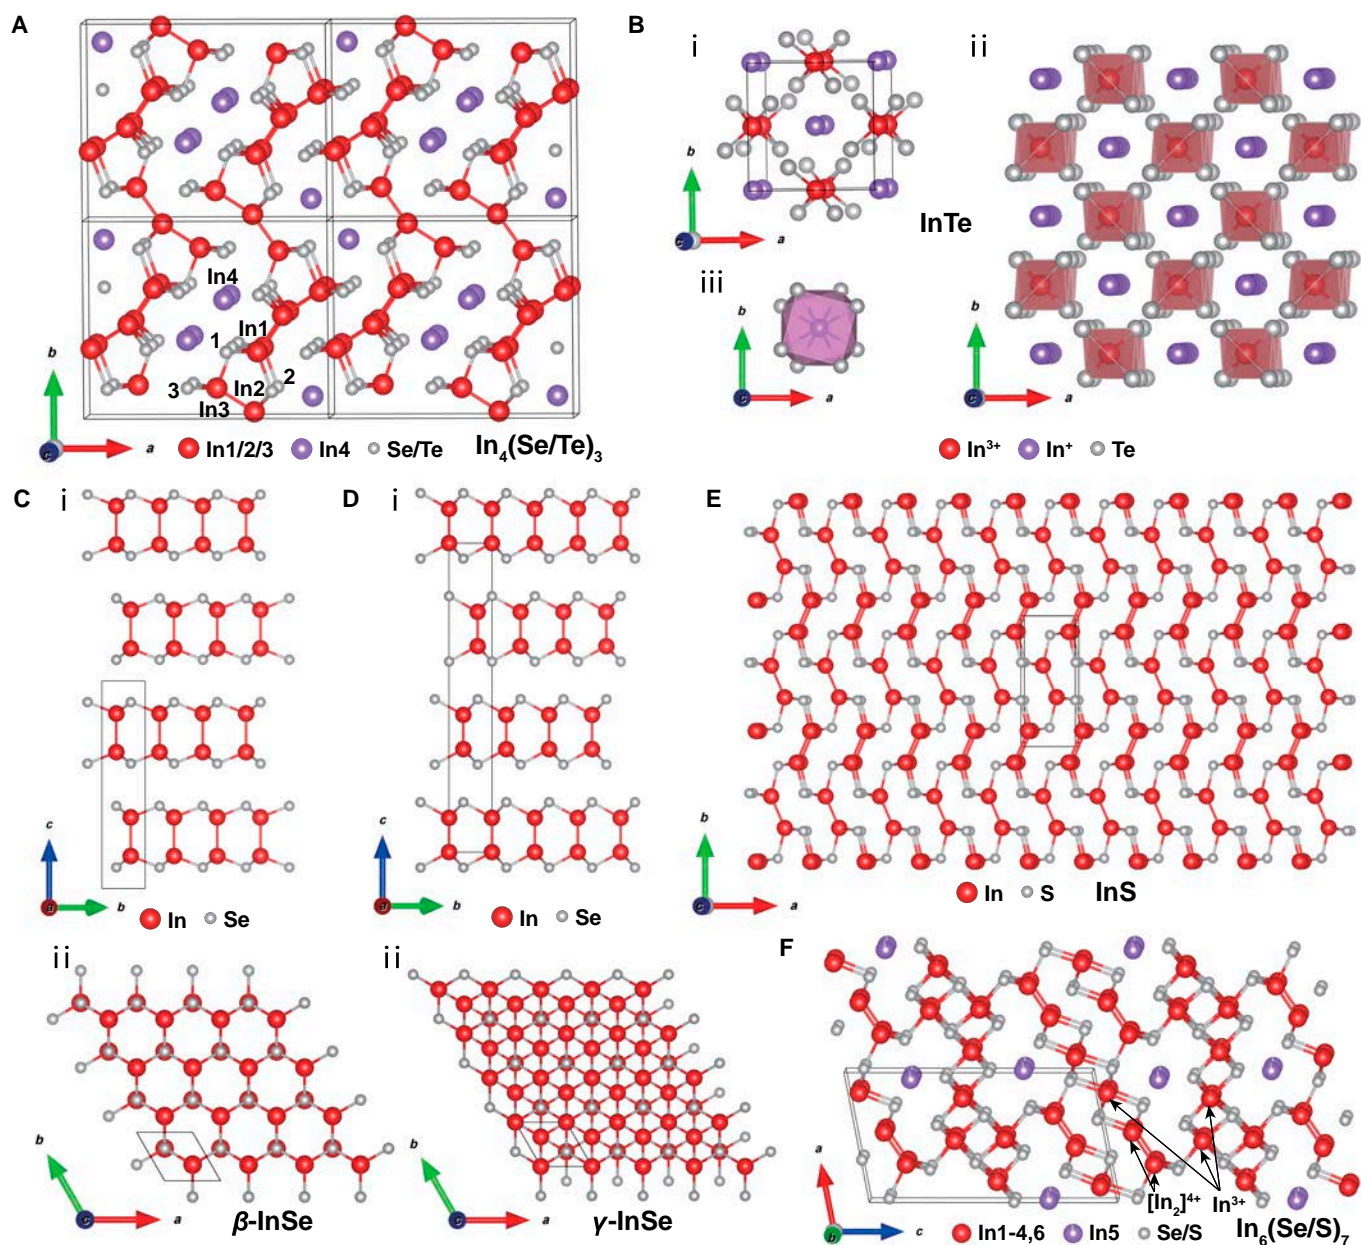 A
In4
In1
1
2
3
In2
In3
b
c
a
In1/2/3
In4
Se/Te
In₄(Se/Te)₃
B
i
b
c
a
InTe
ii
iii
b
c
a
In³⁺
In⁺
Te
C
i
c
a
b
In
Se
ii
b
c
a
β-InSe
D
i
c
a
b
In
Se
ii
b
c
a
γ-InSe
E
b
c
a
In
S
InS
F
[In₂]⁴⁺
In³⁺
a
b
c
In1-4,6
In5
Se/S
In₆(Se/S)₇